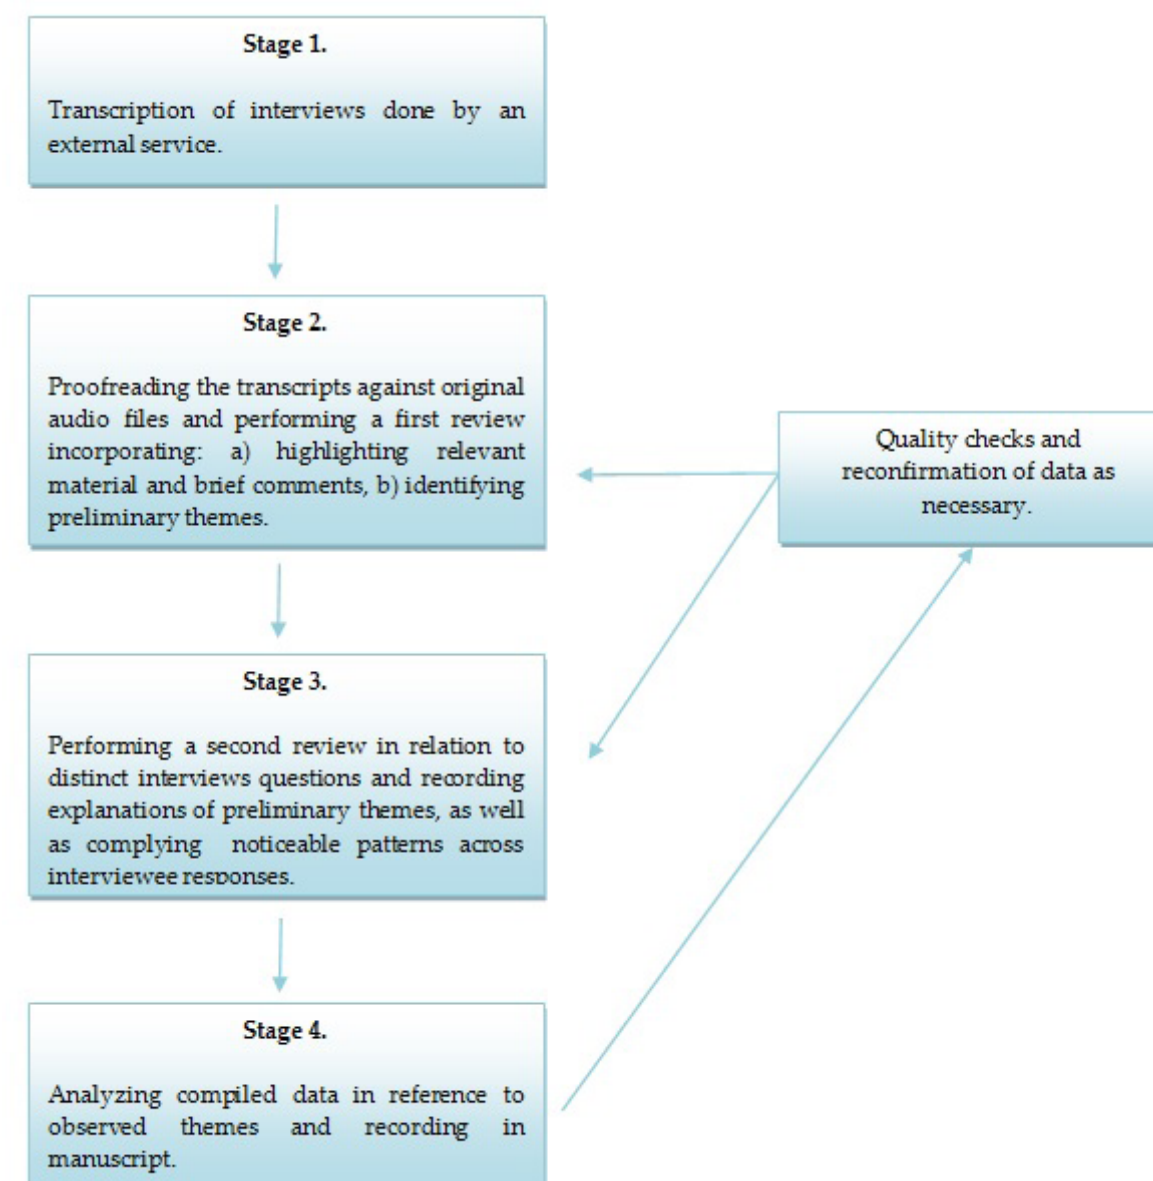 Stage 1.
Transcription of interviews done by an
external service.
Stage 2.
Proofreading the transcripts against original
audio files and performing a first review
incorporating: a) highlighting relevant
material and brief comments, b) identifying
preliminary themes.
Quality checks and
reconfirmation of data as
necessary.
Stage 3.
Performing a second review in relation to
distinct interviews questions and recording
explanations of preliminary themes, as well
as complying noticeable patterns across
interviewee responses.
Stage 4.
Analyzing compiled data in reference to
observed themes and recording in
manuscript.